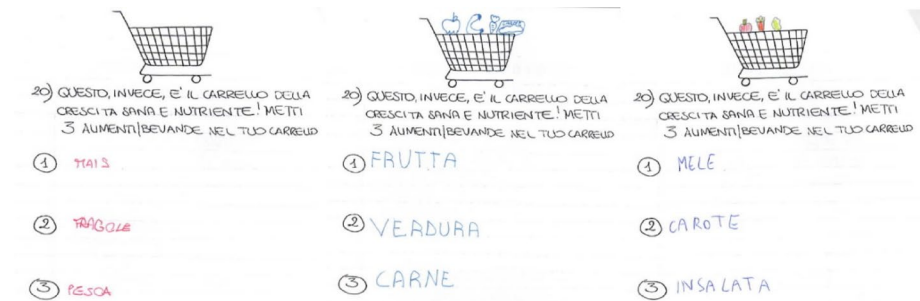 20) QUESTO, INVECE, E' IL CARRELLO DELLA
CRESCITA SANA E NUTRIENTE! METTI
3 ALIMENTI/BEVANDE NEL TUO CARRELLO
1 MAIS
2 FRAGOLE
3 PESCA
20) QUESTO, INVECE, E' IL CARRELLO DELLA
CRESCITA SANA E NUTRIENTE! METTI
3 ALIMENTI/BEVANDE NEL TUO CARRELLO
1 FRUTTA
2 VERDURA
3 CARNE
20) QUESTO, INVECE, E' IL CARRELLO DELLA
CRESCITA SANA E NUTRIENTE! METTI
3 ALIMENTI/BEVANDE NEL TUO CARRELLO
1 MELE
2 CAROTE
3 INSALATA